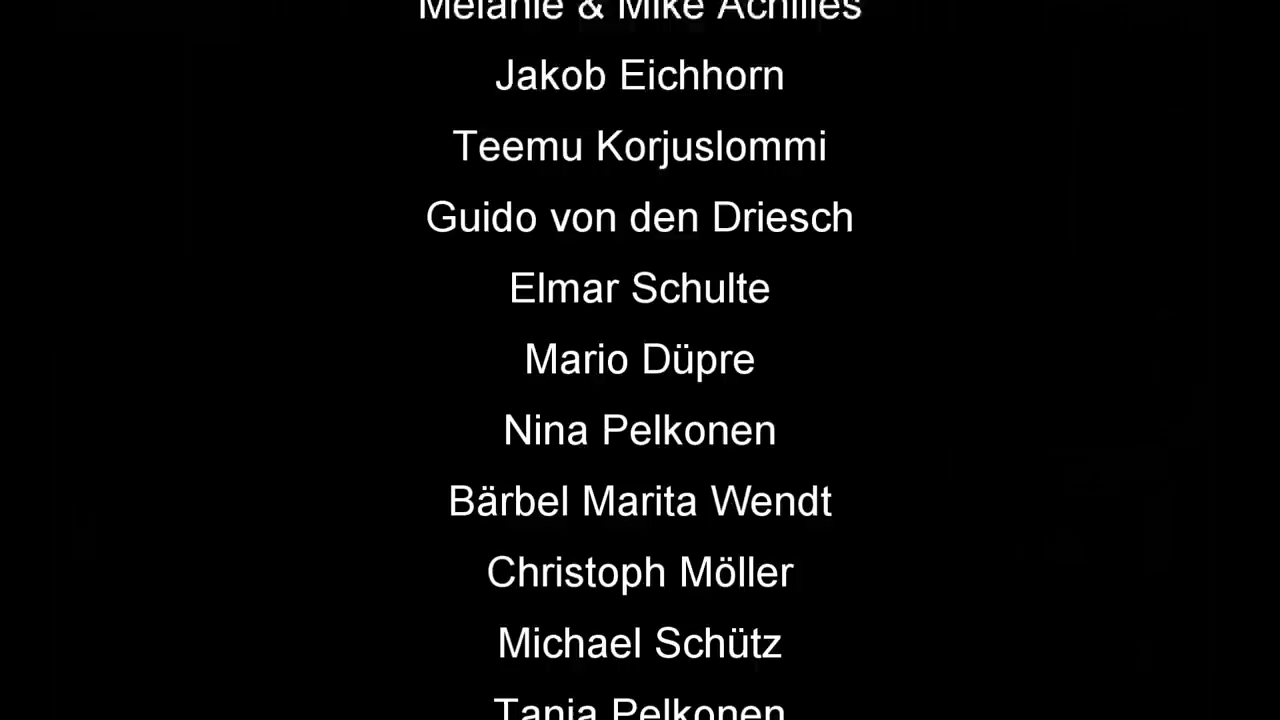 Melanie & Mike Achilles
Jakob Eichhorn
Teemu Korjuslommi
Guido von den Driesch
Elmar Schulte
Mario Düpre
Nina Pelkonen
Bärbel Marita Wendt
Christoph Möller
Michael Schütz
Tanja Pelkonen